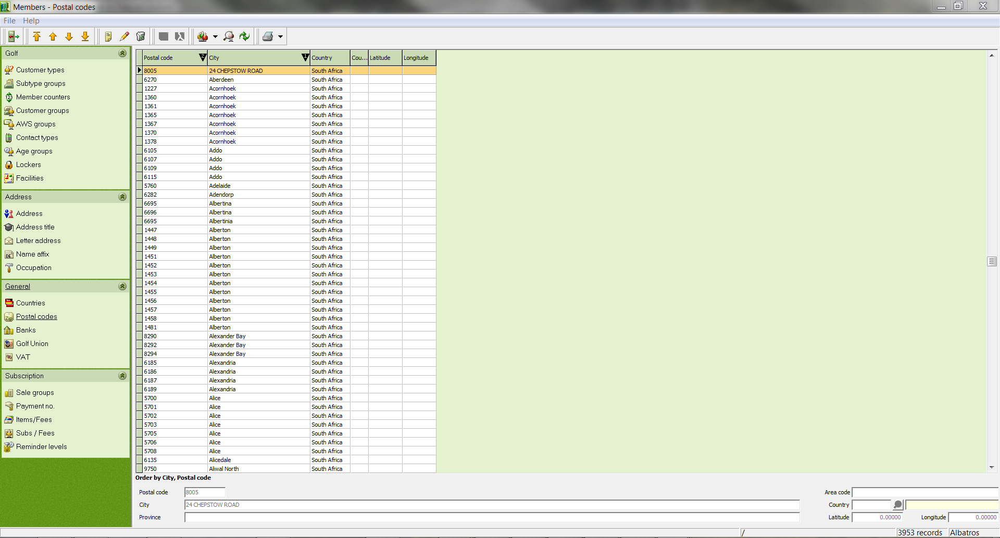 Members - Postal codes
File Help
Golf
Customer types
Subtype groups
Member counters
Customer groups
AWS groups
Contact types
Age groups
Lockers
Facilities
Address
Address
Address title
Letter address
Name affix
Occupation
General
Countries
Postal codes
Banks
Golf Union
VAT
Subscription
Sale groups
Payment no.
Items/Fees
Subs / Fees
Reminder levels
Postal code 2 City 1 Country Cou... Latitude Longitude
8005 24 CHEPSTOW ROAD South Africa
6270 Aberdeen South Africa
1227 Acornhoek South Africa
1360 Acornhoek South Africa
1361 Acornhoek South Africa
1365 Acornhoek South Africa
1367 Acornhoek South Africa
1370 Acornhoek South Africa
1378 Acornhoek South Africa
6105 Addo South Africa
6107 Addo South Africa
6109 Addo South Africa
6115 Addo South Africa
5760 Adelaide South Africa
6282 Adendorp South Africa
6695 Albertina South Africa
6696 Albertina South Africa
6695 Albertinia South Africa
1447 Alberton South Africa
1448 Alberton South Africa
1449 Alberton South Africa
1451 Alberton South Africa
1452 Alberton South Africa
1453 Alberton South Africa
1454 Alberton South Africa
1455 Alberton South Africa
1456 Alberton South Africa
1457 Alberton South Africa
1458 Alberton South Africa
1481 Alberton South Africa
8290 Alexander Bay South Africa
8292 Alexander Bay South Africa
8294 Alexander Bay South Africa
6185 Alexandria South Africa
6186 Alexandria South Africa
6187 Alexandria South Africa
6189 Alexandria South Africa
5700 Alice South Africa
5701 Alice South Africa
5702 Alice South Africa
5703 Alice South Africa
5705 Alice South Africa
5706 Alice South Africa
5708 Alice South Africa
6135 Alicedale South Africa
9750 Aliwal North South Africa
Order by City, Postal code
Postal code 8005 Area code
City 24 CHEPSTOW ROAD Country
Province Latitude 0.00000 Longitude 0.00000
/ 3953 records Albatros